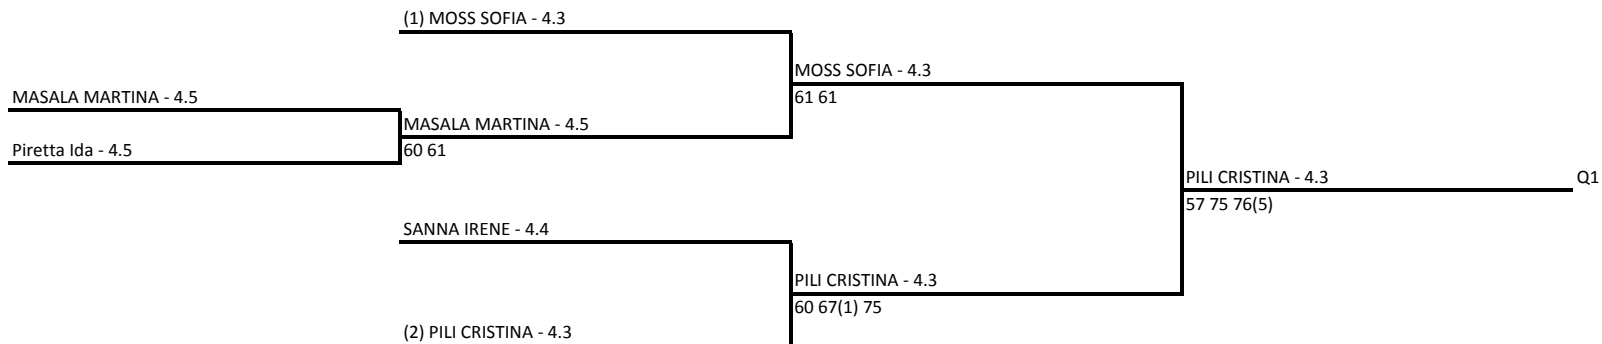 (1) MOSS SOFIA - 4.3
MOSS SOFIA - 4.3
MASALA MARTINA - 4.5
61 61
MASALA MARTINA - 4.5
Piretta Ida - 4.5
60 61
PILI CRISTINA - 4.3
Q1
57 75 76(5)
SANNA IRENE - 4.4
PILI CRISTINA - 4.3
60 67(1) 75
(2) PILI CRISTINA - 4.3